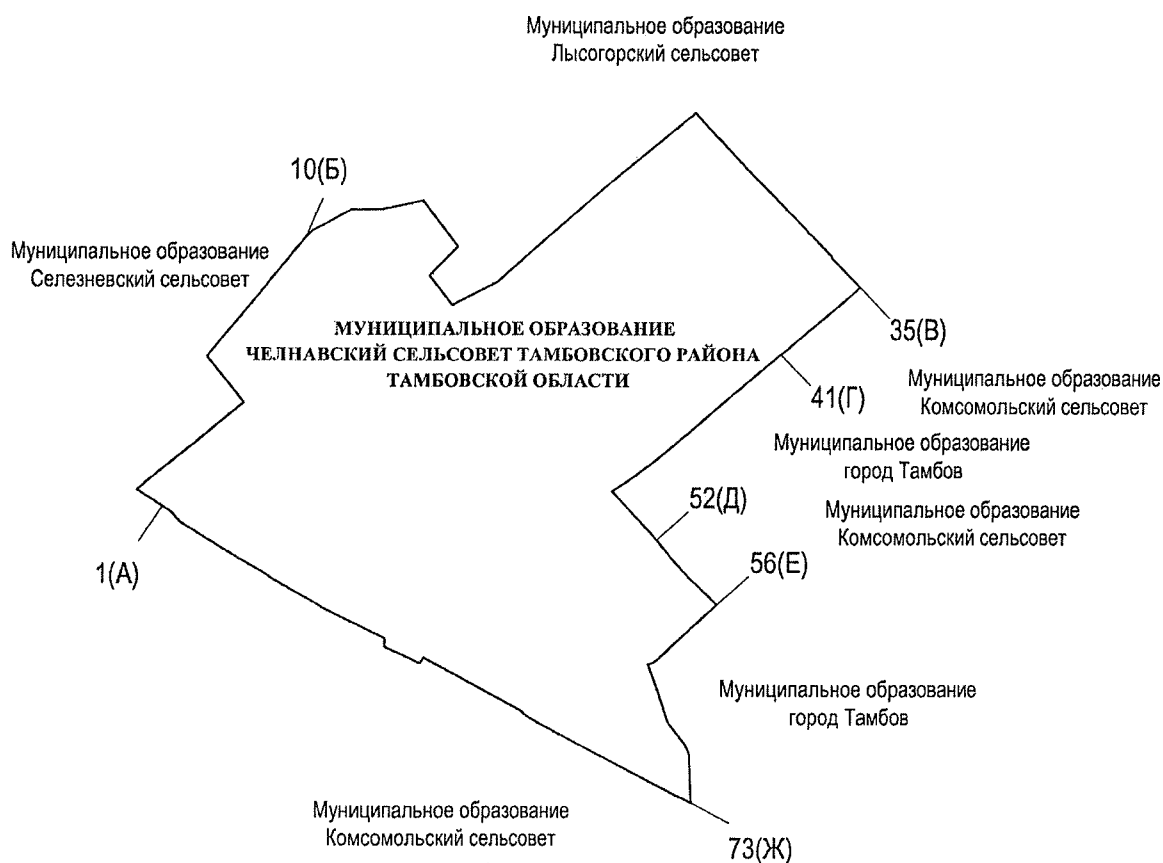 Муниципальное образование
Лысогорский сельсовет
10(Б)
Муниципальное образование
Селезневский сельсовет
МУНИЦИПАЛЬНОЕ ОБРАЗОВАНИЕ
ЧЕЛНАВСКИЙ СЕЛЬСОВЕТ ТАМБОВСКОГО РАЙОНА
ТАМБОВСКОЙ ОБЛАСТИ
35(В)
Муниципальное образование
Комсомольский сельсовет
41(Г)
Муниципальное образование
город Тамбов
52(Д)
Муниципальное образование
Комсомольский сельсовет
56(Е)
1(А)
Муниципальное образование
город Тамбов
Муниципальное образование
Комсомольский сельсовет
73(Ж)